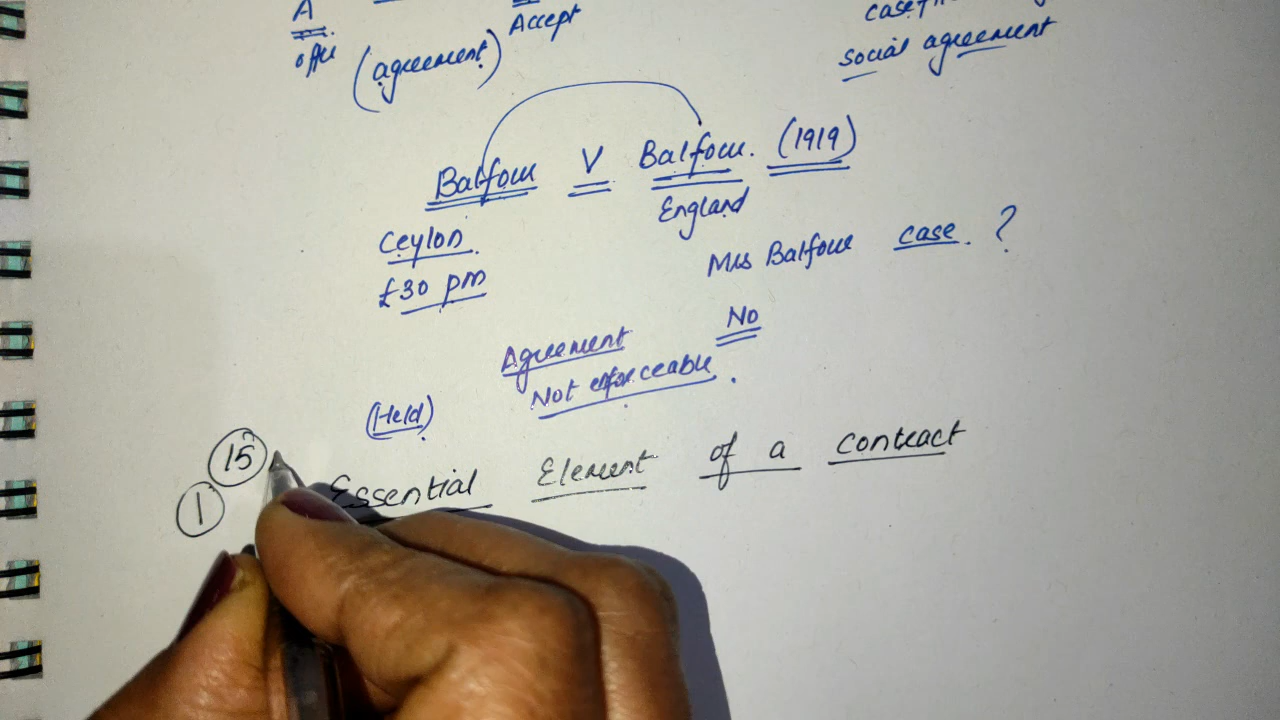 A
offer (agreement) Accept
social agreement
Balfour V Balfour. (1919)
Ceylon England
£30 pm Mrs Balfour case. ?
Agreement No
Not enforceable.
(Held)
15 Essential Element of a contract
1